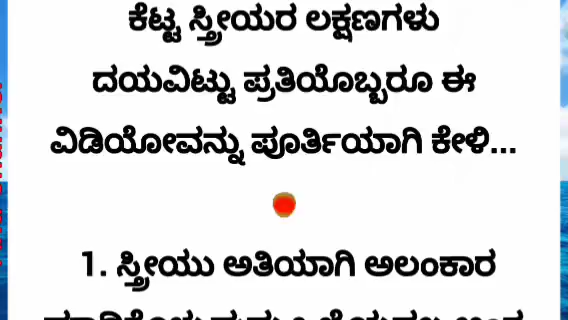 ಕೆಟ್ಟ ಸ್ತ್ರೀಯರ ಲಕ್ಷಣಗಳು
ದಯವಿಟ್ಟು ಪ್ರತಿಯೊಬ್ಬರೂ ಈ
ವಿಡಿಯೋವನ್ನು ಪೂರ್ತಿಯಾಗಿ ಕೇಳಿ...
1. ಸ್ತ್ರೀಯು ಅತಿಯಾಗಿ ಅಲಂಕಾರ